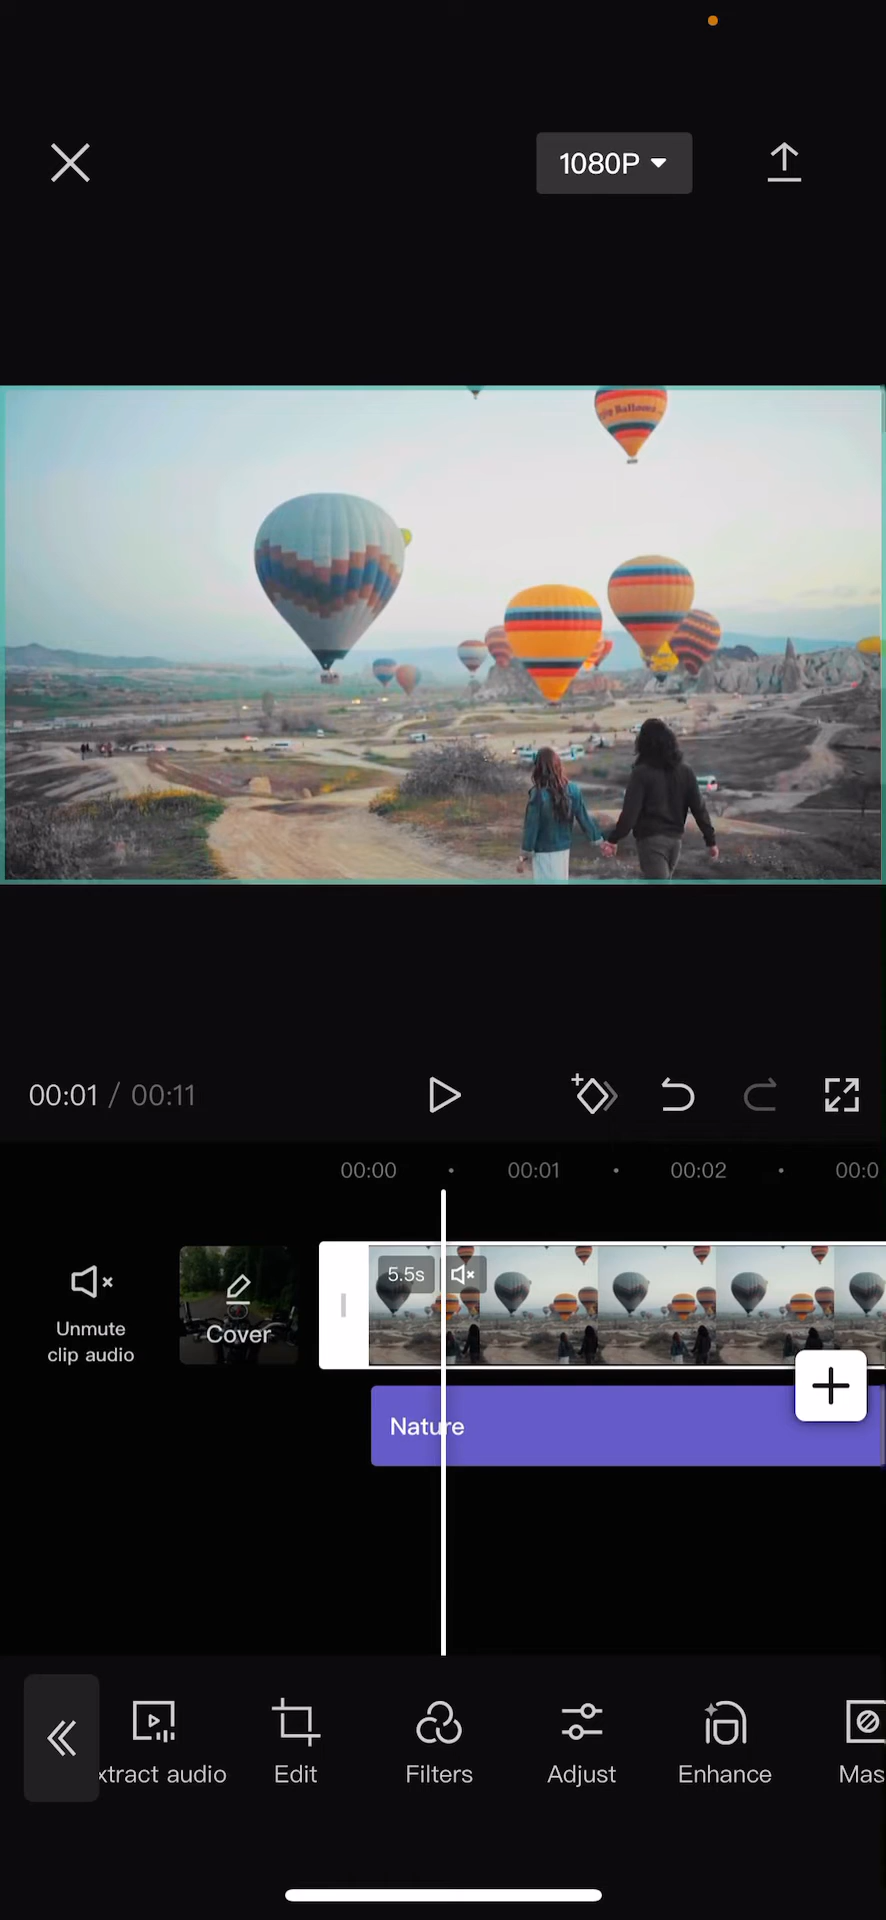 1080P
Balloons
00:01 / 00:11
00:00 00:01 00:02 00:0
5.5s
Unmute
clip audio
Cover
Nature
xtract audio
Edit
Filters
Adjust
Enhance
Mas